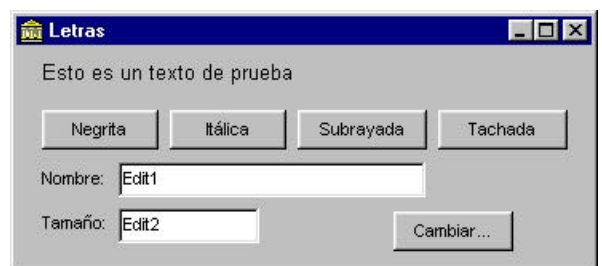 Letras
Esto es un texto de prueba
Negrita Itálica Subrayada Tachada
Nombre: Edit1
Tamaño: Edit2
Cambiar...